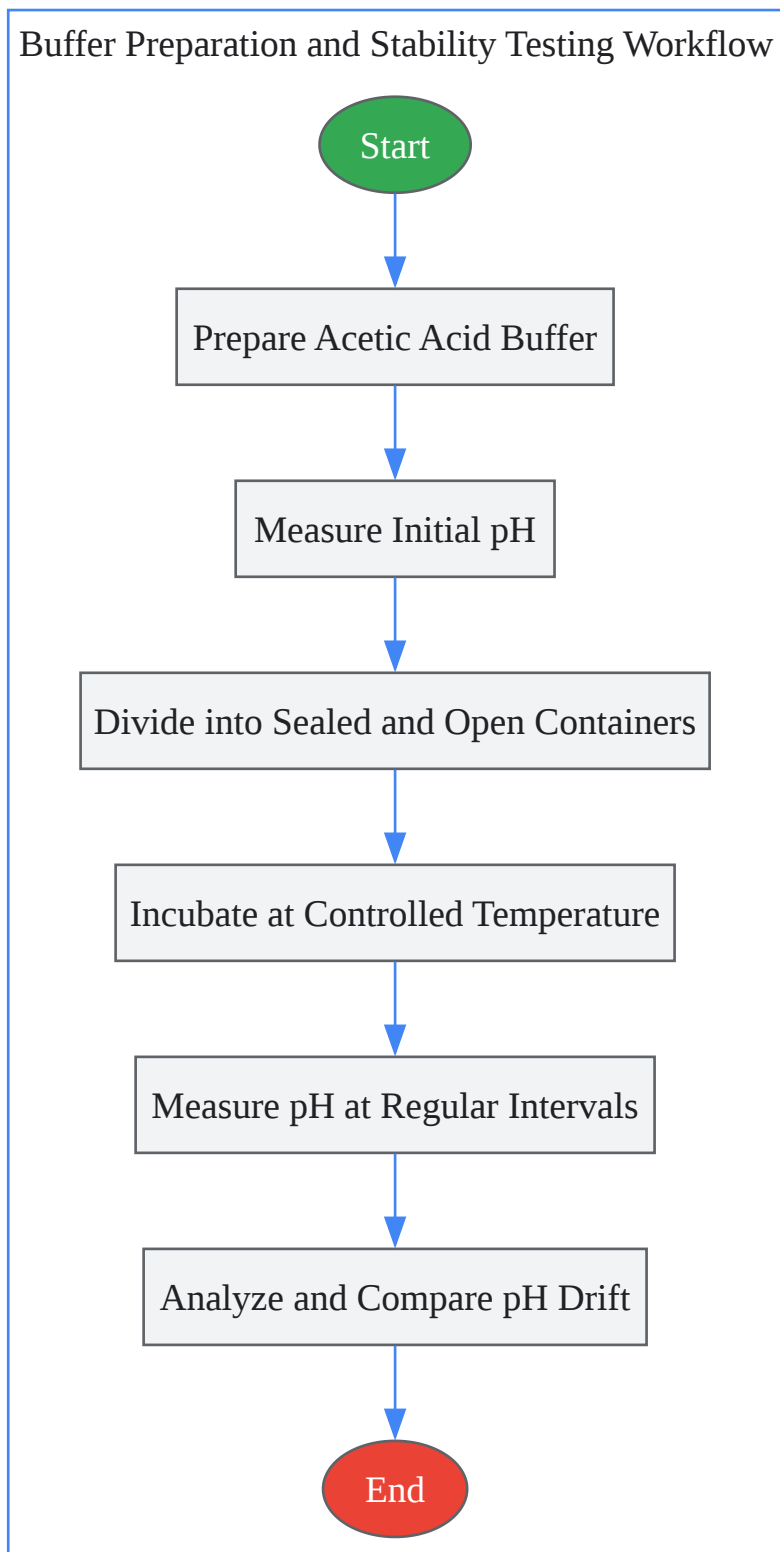 Buffer Preparation and Stability Testing Workflow
Start
Prepare Acetic Acid Buffer
Measure Initial pH
Divide into Sealed and Open Containers
Incubate at Controlled Temperature
Measure pH at Regular Intervals
Analyze and Compare pH Drift
End